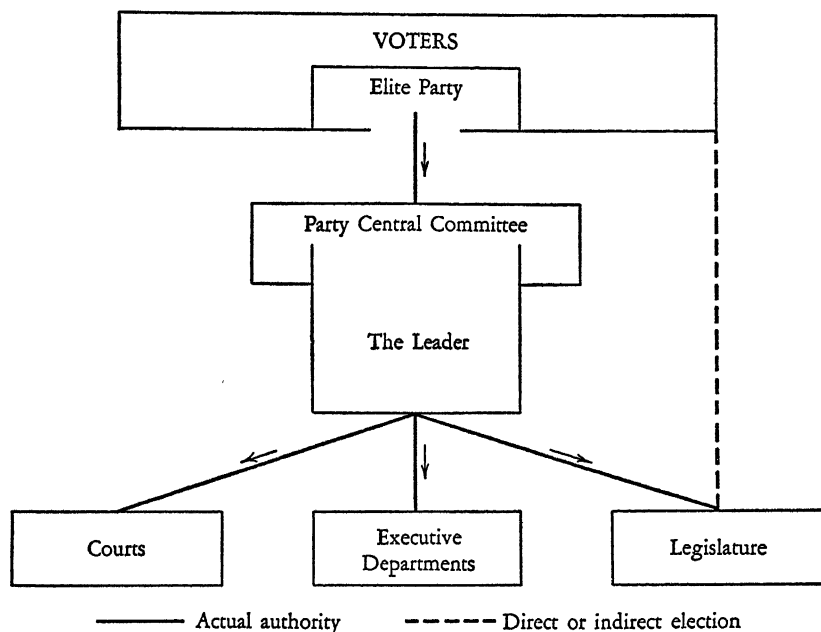 VOTERS
Elite Party
Party Central Committee
The Leader
Courts
Executive
Departments
Legislature
Actual authority
Direct or indirect election